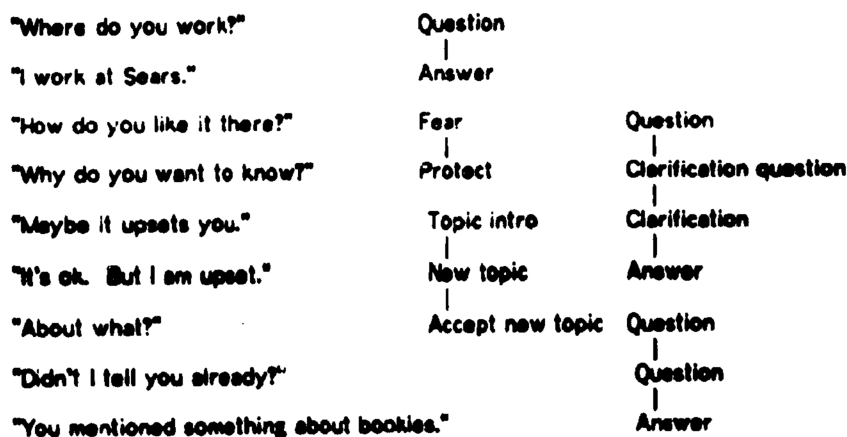 "Where do you work?" Question
"I work at Sears." Answer
"How do you like it there?" Fear Question
"Why do you want to know?" Protect Clarification question
"Maybe it upsets you." Topic intro Clarification
"It's ok. But I am upset." New topic Answer
"About what?" Accept new topic Question
"Didn't I tell you already?" Question
"You mentioned something about bookies." Answer